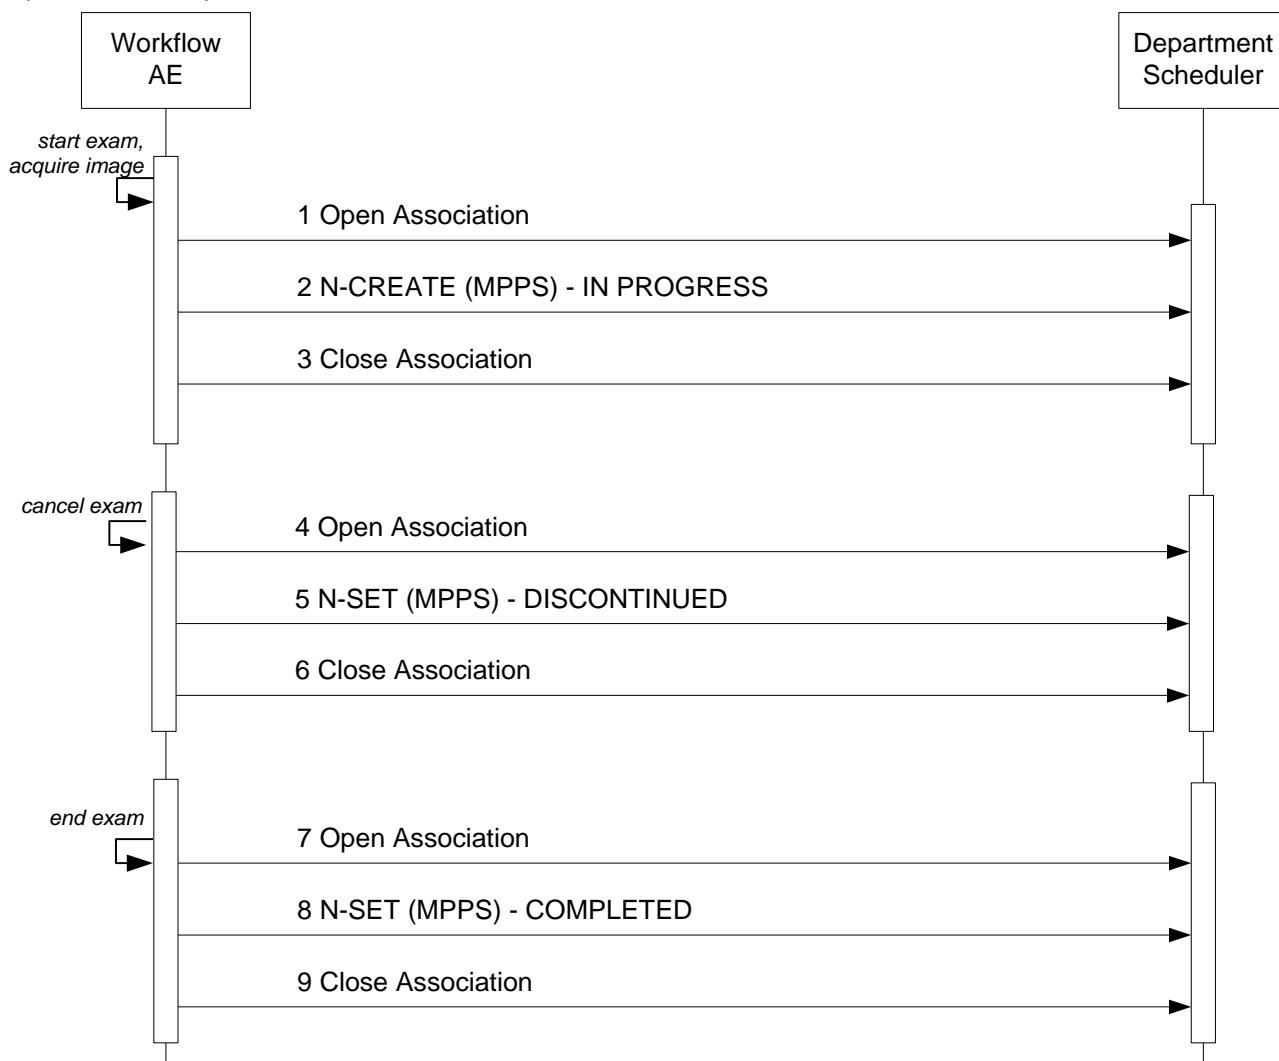 Workflow
AE
Department
Scheduler
start exam,
acquire image
1 Open Association
2 N-CREATE (MPPS) - IN PROGRESS
3 Close Association
cancel exam
4 Open Association
5 N-SET (MPPS) - DISCONTINUED
6 Close Association
end exam
7 Open Association
8 N-SET (MPPS) - COMPLETED
9 Close Association